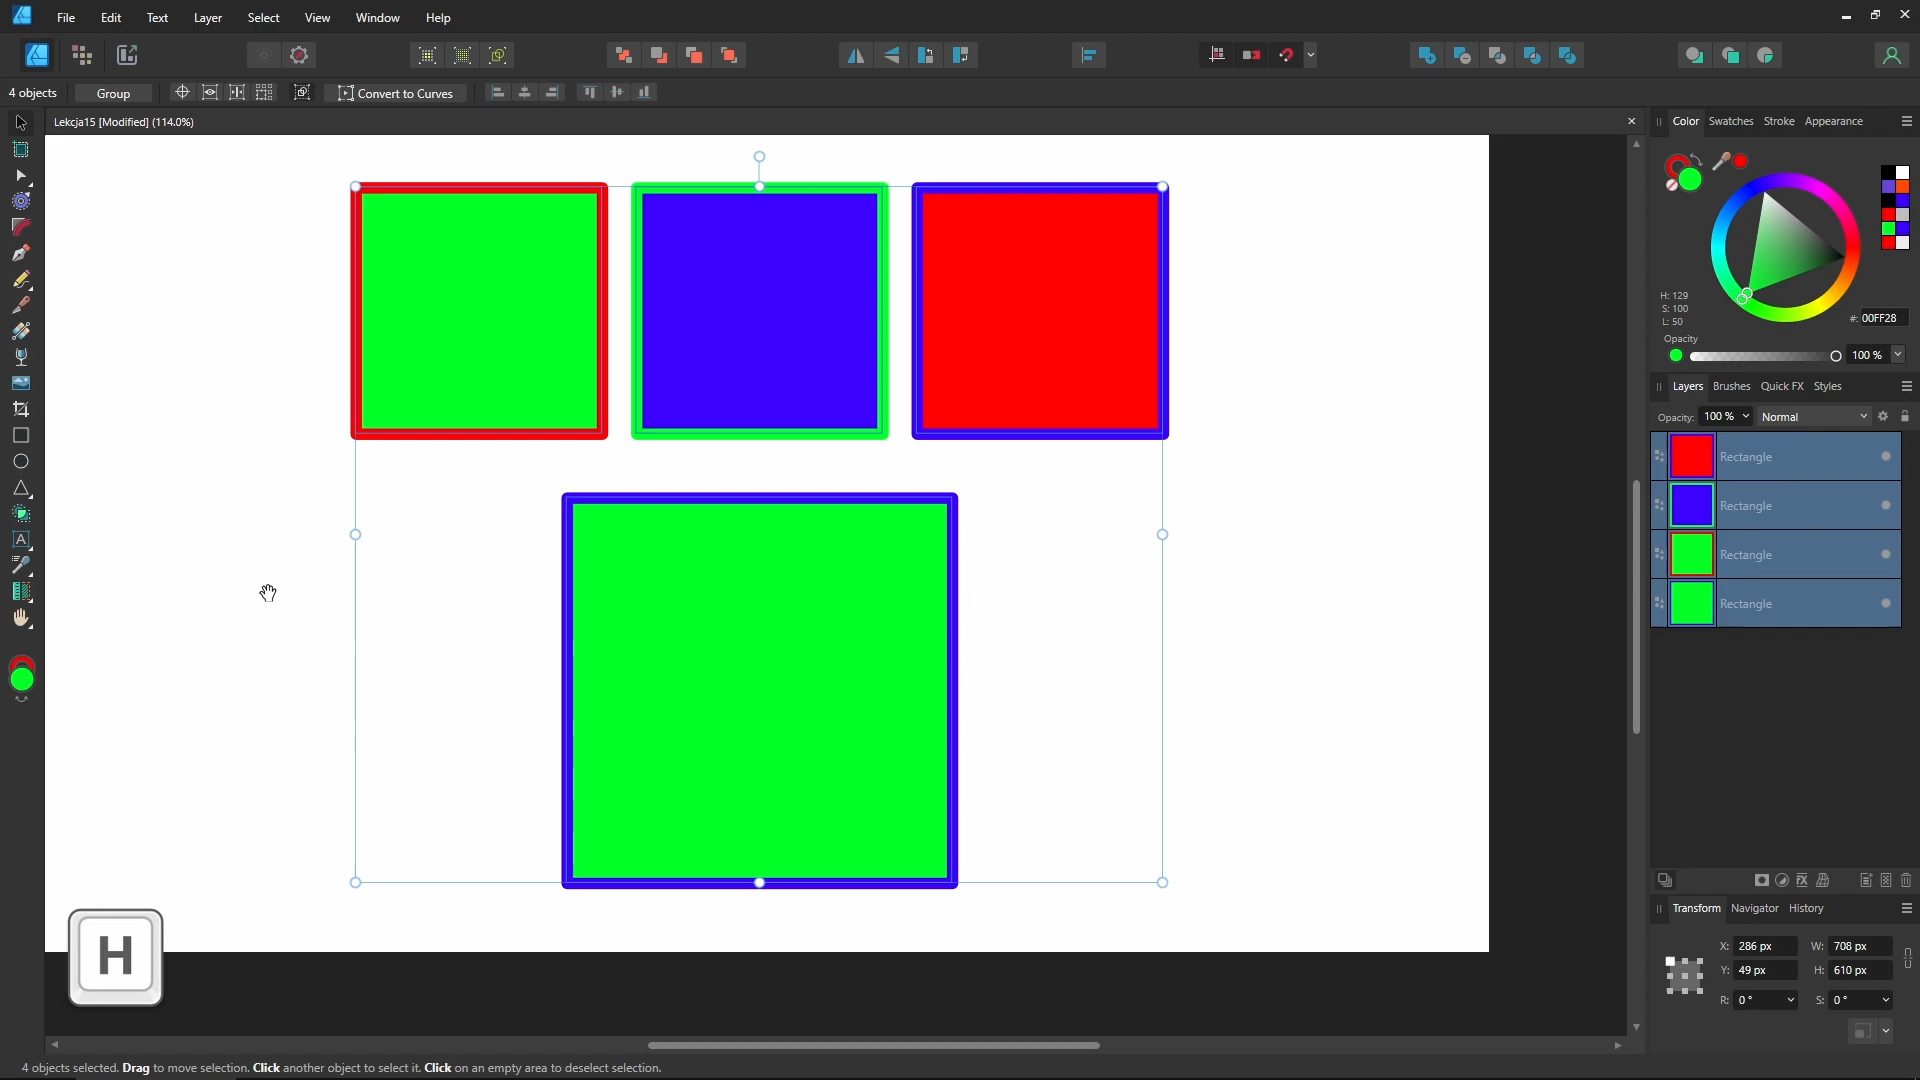 File Edit Text Layer Select View Window Help
4 objects Group Convert to Curves
Lekcja15 [Modified] (114.0%)
Color Swatches Stroke Appearance
H: 129
S: 100
L: 50
#: 00FF28
Opacity
100 %
Layers Brushes Quick FX Styles
Opacity: 100 % Normal
Rectangle
Rectangle
Rectangle
Rectangle
Transform Navigator History
X: 286 px W: 708 px
Y: 49 px H: 610 px
R: 0 ° S: 0 °
H
A
4 objects selected. Drag to move selection. Click another object to select it. Click on an empty area to deselect selection.